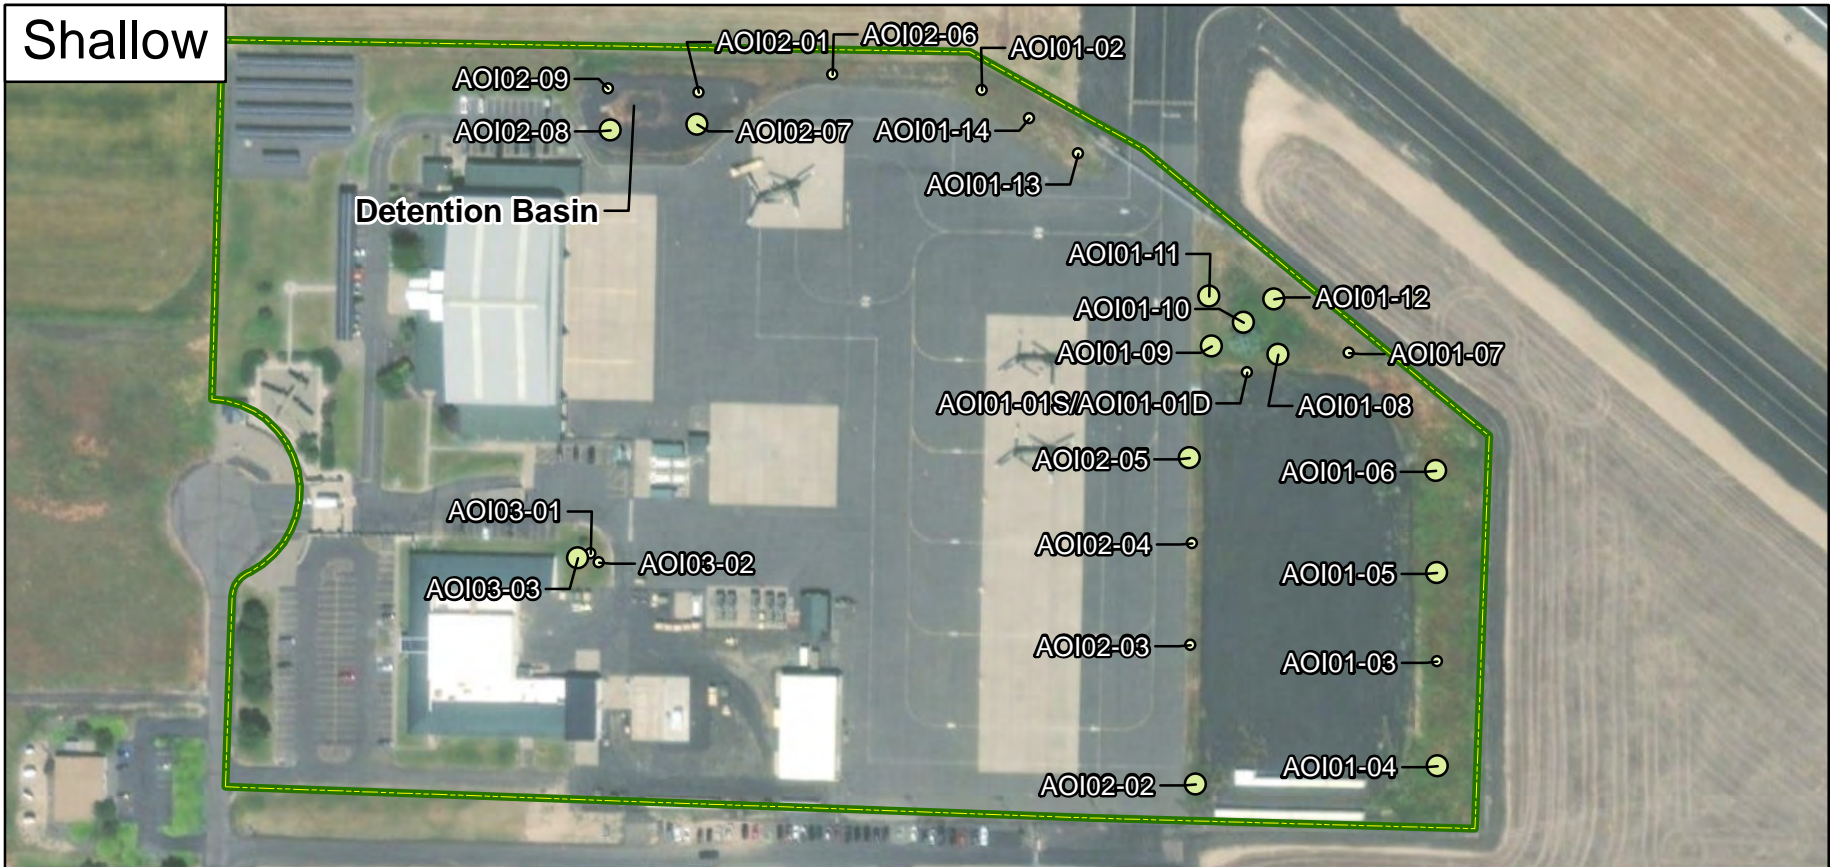 Shallow
AOI02-01
AOI02-06
AOI01-02
AOI02-09
AOI02-08
AOI02-07
AOI01-14
AOI01-13
Detention Basin
AOI01-11
AOI01-12
AOI01-10
AOI01-09
AOI01-07
AOI01-01S/AOI01-01D
AOI01-08
AOI02-05
AOI01-06
AOI03-01
AOI02-04
AOI03-02
AOI01-05
AOI03-03
AOI02-03
AOI01-03
AOI01-04
AOI02-02